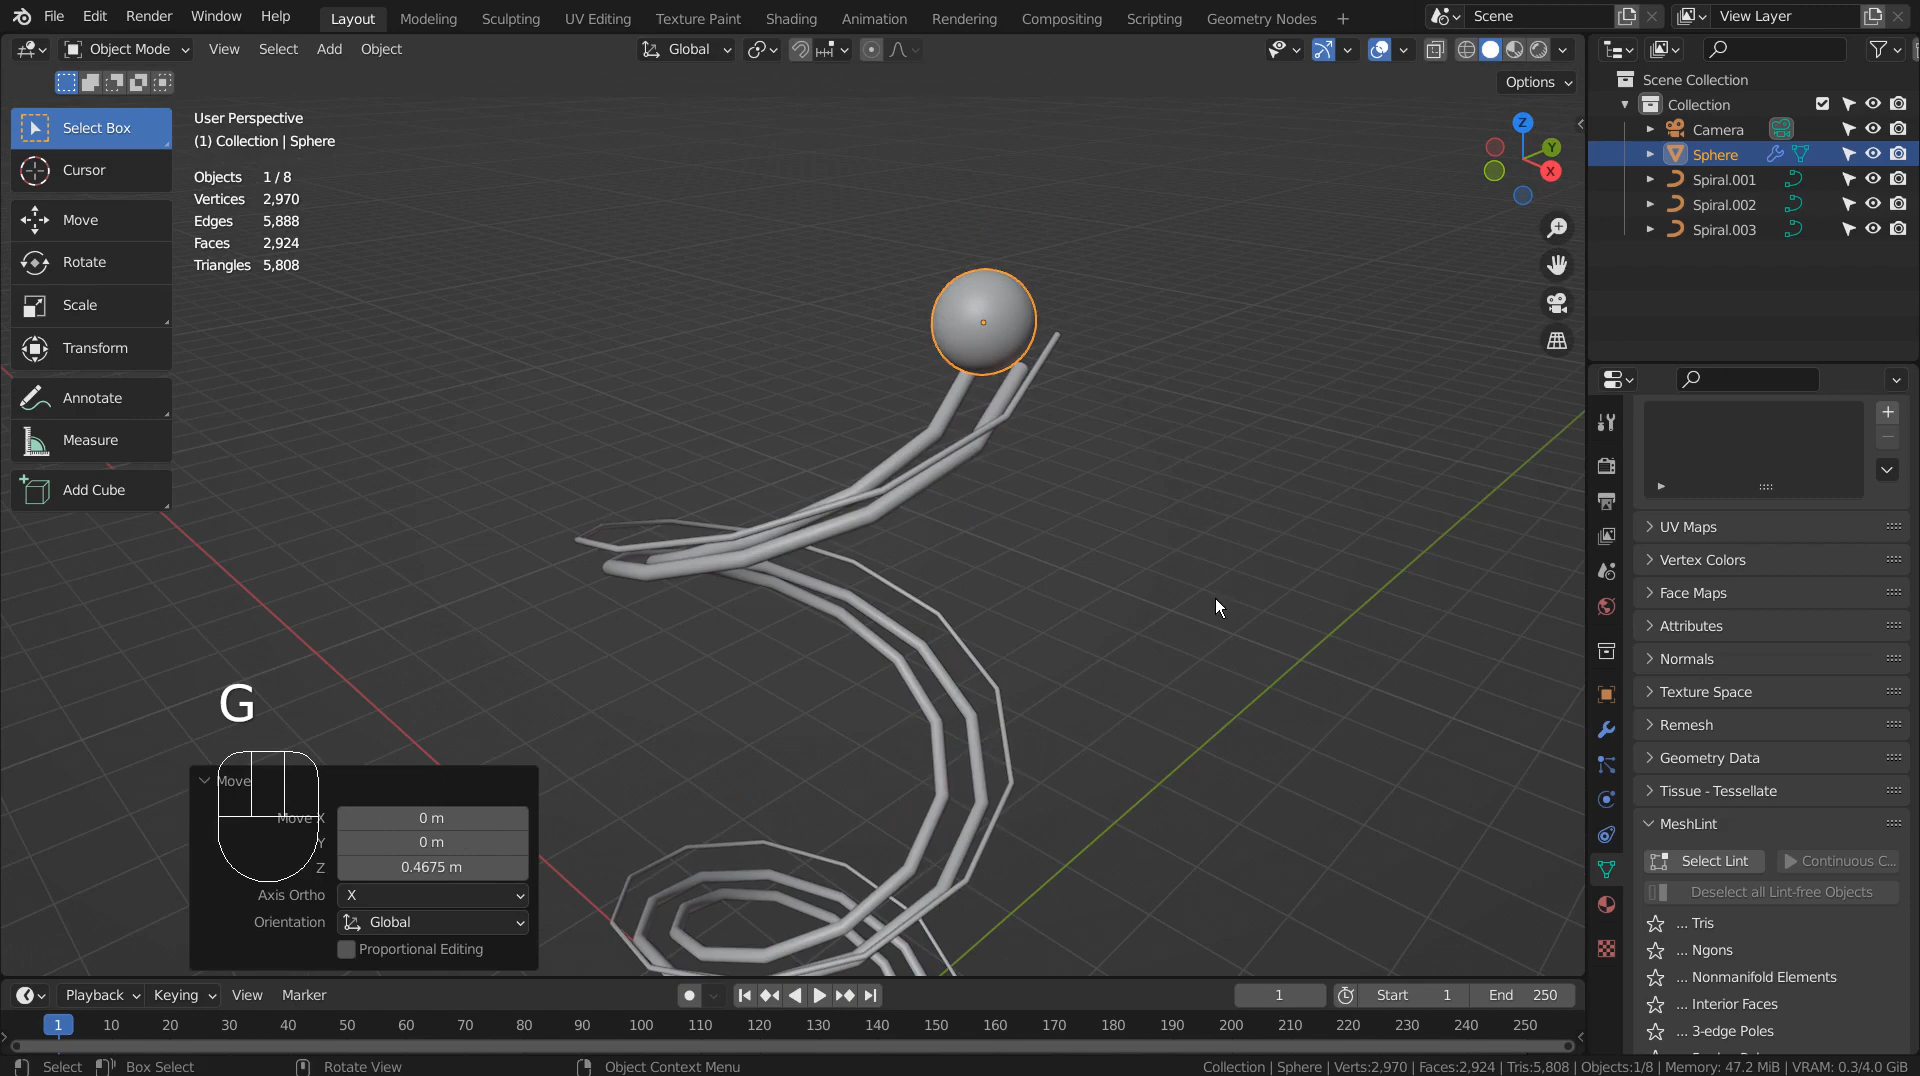 File Edit Render Window Help Layout Modeling Sculpting UV Editing Texture Paint Shading Animation Rendering Compositing Scripting Geometry Nodes + Scene View Layer
Object Mode View Select Add Object Global
Options
Select Box
Cursor
Move
Rotate
Scale
Transform
Annotate
Measure
Add Cube
User Perspective
(1) Collection | Sphere
Objects 1 / 8
Vertices 2,970
Edges 5,888
Faces 2,924
Triangles 5,808
Z
Y
X
G
Move
Move X 0 m
Y 0 m
Z 0.4675 m
Axis Ortho X
Orientation Global
Proportional Editing
Scene Collection
Collection
Camera
Sphere
Spiral.001
Spiral.002
Spiral.003
UV Maps
Vertex Colors
Face Maps
Attributes
Normals
Texture Space
Remesh
Geometry Data
Tissue - Tessellate
MeshLint
Select Lint Continuous C...
Deselect all Lint-free Objects
... Tris
... Ngons
... Nonmanifold Elements
... Interior Faces
... 3-edge Poles
Playback Keying View Marker 1 Start 1 End 250
1 10 20 30 40 50 60 70 80 90 100 110 120 130 140 150 160 170 180 190 200 210 220 230 240 250
Select Box Select Rotate View Object Context Menu Collection | Sphere | Verts:2,970 | Faces:2,924 | Tris:5,808 | Objects:1/8 | Memory: 47.2 MiB | VRAM: 0.3/4.0 GiB